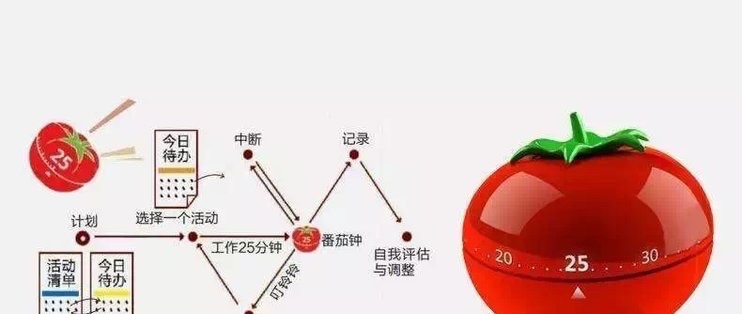 今日
待办
中断
记录
25
计划
选择一个活动
工作25分钟
番茄钟
自我评估
与调整
叮铃铃
活动
清单
今日
待办
20
25
30